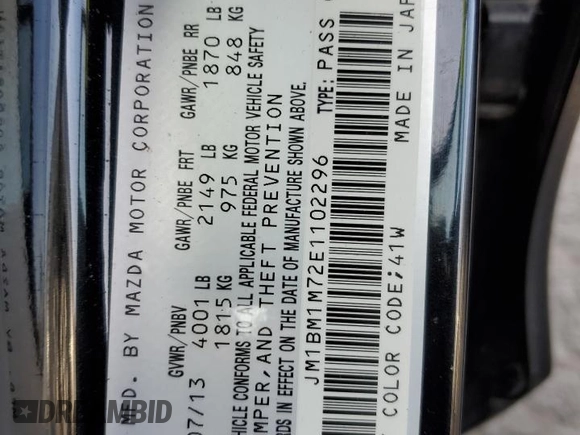 MFD. BY MAZDA MOTOR CORPORATION
GVWR/PNBV GAWR/PNBE FRT GAWR/PNBE RR
07/13 4001 LB 2149 LB 1870 LB
1815 KG 975 KG 848 KG
VEHICLE CONFORMS TO ALL APPLICABLE FEDERAL MOTOR VEHICLE SAFETY
MPER, AND THEFT PREVENTION
RDS IN EFFECT ON THE DATE OF MANUFACTURE SHOWN ABOVE.
JM1BM1M72E1102296 TYPE: PASS
COLOR CODE;41W MADE IN JAP
DREAMBID